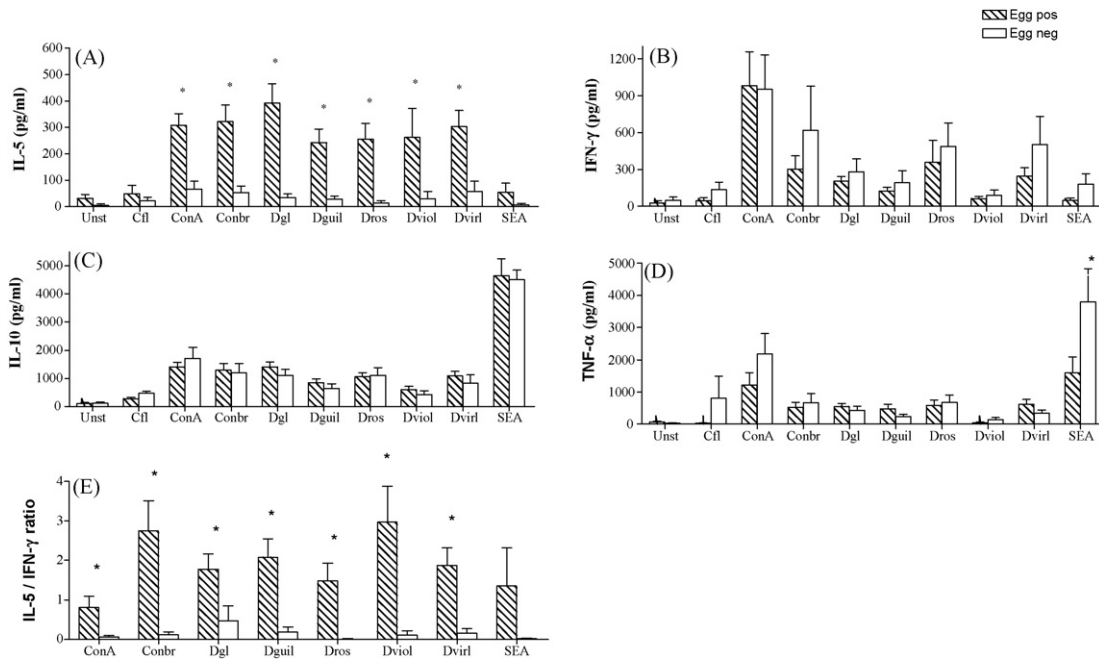 Egg pos
Egg neg
(A)
IL-5 (pg/ml)
600
500
400
300
200
100
0
* * * * * * *
Unst Cfl ConA Conbr Dgl Dguil Dros Dviol Dvirl SEA
(B)
IFN-γ (pg/ml)
1200
900
600
300
0
Unst Cfl ConA Conbr Dgl Dguil Dros Dviol Dvirl SEA
(C)
IL-10 (pg/ml)
5000
4000
3000
2000
1000
0
Unst Cfl ConA Conbr Dgl Dguil Dros Dviol Dvirl SEA
(D)
TNF-α (pg/ml)
5000
4000
3000
2000
1000
0
*
Unst Cfl ConA Conbr Dgl Dguil Dros Dviol Dvirl SEA
(E)
IL-5 / IFN-γ ratio
4
3
2
1
0
* * * * * * *
ConA Conbr Dgl Dguil Dros Dviol Dvirl SEA